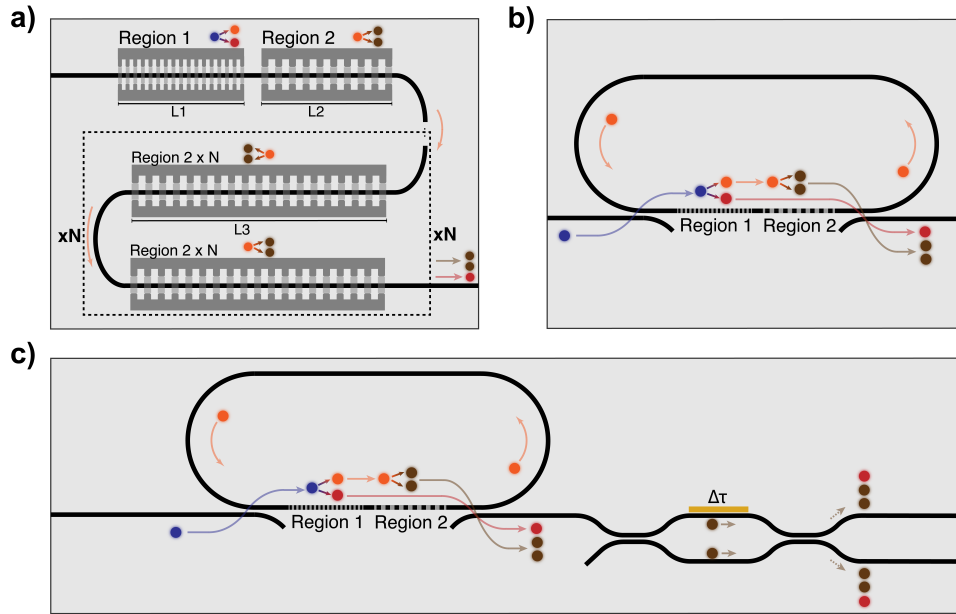 a)
Region 1
Region 2
L1
L2
Region 2 x N
L3
xN
xN
Region 2 x N
b)
Region 1
Region 2
c)
Region 1
Region 2
Δτ